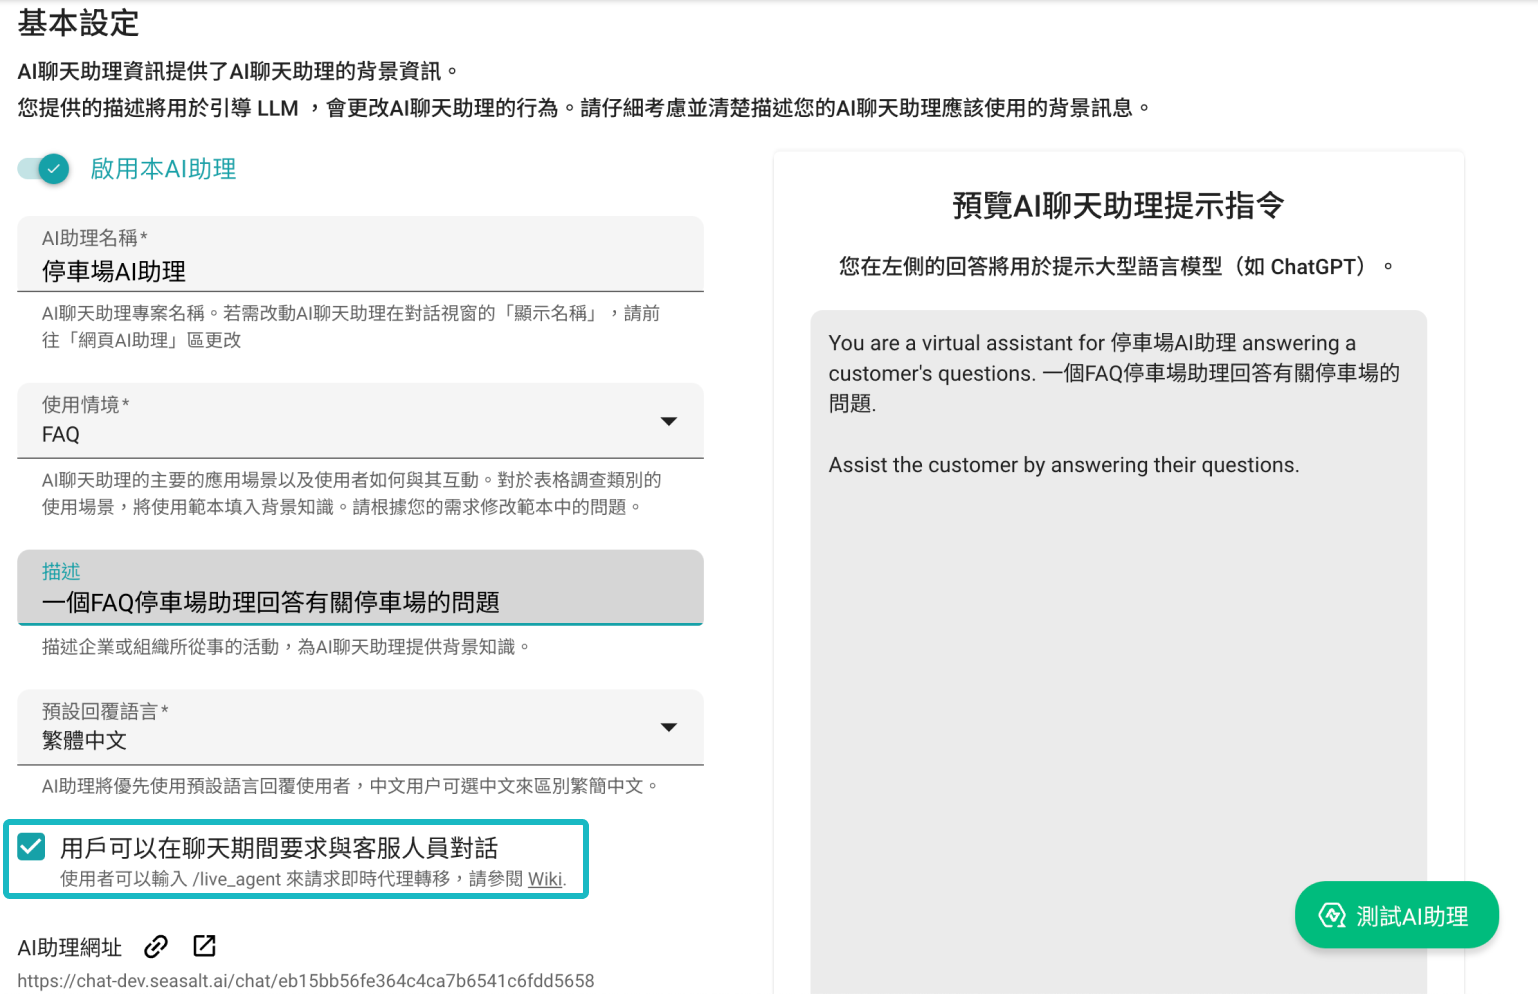 基本設定
AI聊天助理資訊提供了AI聊天助理的背景資訊。
您提供的描述將用於引導 LLM ，會更改AI聊天助理的行為。請仔細考慮並清楚描述您的AI聊天助理應該使用的背景訊息。
啟用本AI助理
AI助理名稱*
停車場AI助理
AI聊天助理專案名稱。若需改動AI聊天助理在對話視窗的「顯示名稱」，請前
往「網頁AI助理」區更改
使用情境*
FAQ
AI聊天助理的主要的應用場景以及使用者如何與其互動。對於表格調查類別的
使用場景，將使用範本填入背景知識。請根據您的需求修改範本中的問題。
描述
一個FAQ停車場助理回答有關停車場的問題
描述企業或組織所從事的活動，為AI聊天助理提供背景知識。
預設回覆語言*
繁體中文
AI助理將優先使用預設語言回覆使用者，中文用户可選中文來區別繁簡中文。
用戶可以在聊天期間要求與客服人員對話
使用者可以輸入 /live_agent 來請求即時代理轉移，請參閱 Wiki.
AI助理網址
https://chat-dev.seasalt.ai/chat/eb15bb56fe364c4ca7b6541c6fdd5658
預覽AI聊天助理提示指令
您在左側的回答將用於提示大型語言模型（如 ChatGPT）。
You are a virtual assistant for 停車場AI助理 answering a
customer's questions. 一個FAQ停車場助理回答有關停車場的
問題.
Assist the customer by answering their questions.
測試AI助理